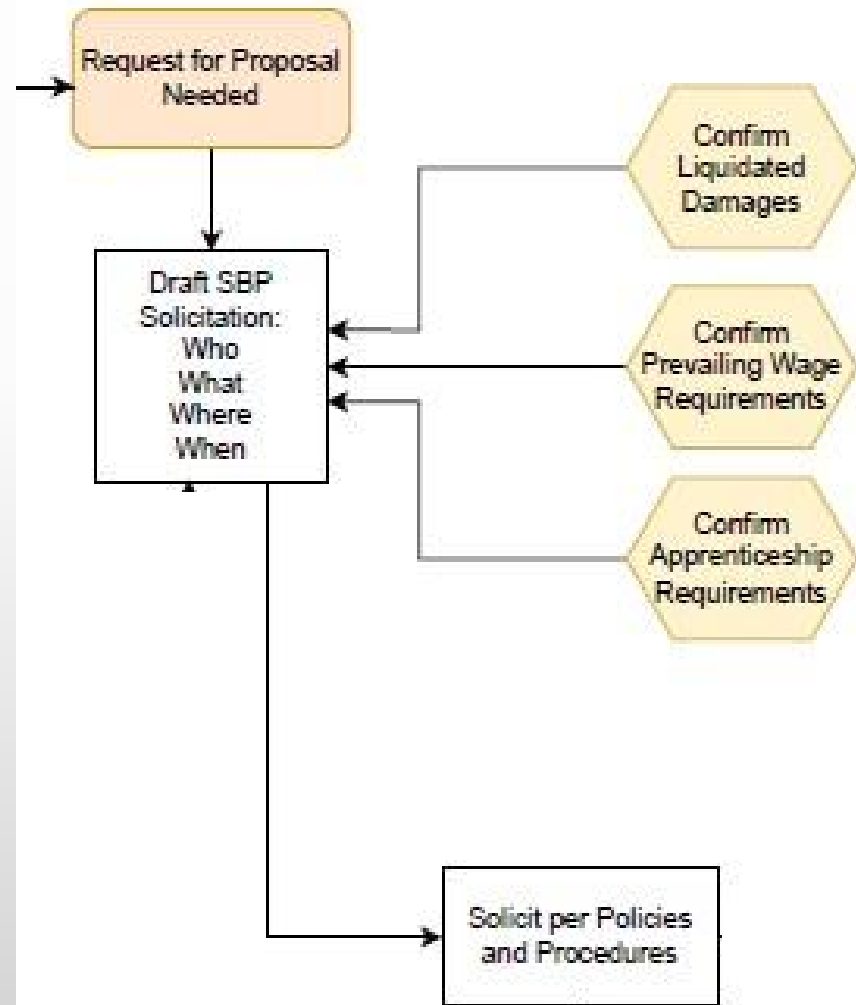 Request for Proposal
Needed
Confirm
Liquidated
Damages
Draft SBP
Solicitation:
Who
What
Where
When
Confirm
Prevailing Wage
Requirements
Confirm
Apprenticeship
Requirements
Solicit per Policies
and Procedures